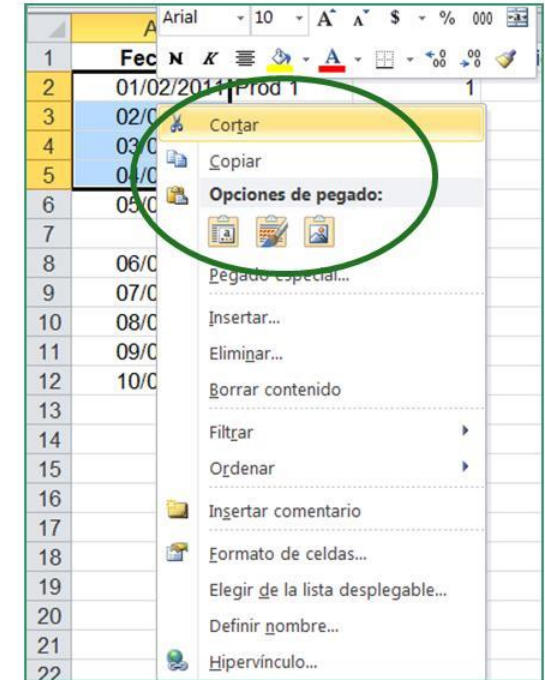 A Arial 10 A A $ % 000
1 Fec N K A
2 01/02/2011 Prod 1 1
3 02/0 Cortar
4 03/0 Copiar
5 04/0 Opciones de pegado:
6 05/0
7
Pegado especial...
8 06/0
9 07/0 Insertar...
10 08/0 Eliminar...
11 09/0
12 10/0 Borrar contenido
13
14 Filtrar
15 Ordenar
16 Insertar comentario
17
18 Formato de celdas...
19 Elegir de la lista desplegable...
20 Definir nombre...
21
22 Hipervínculo...